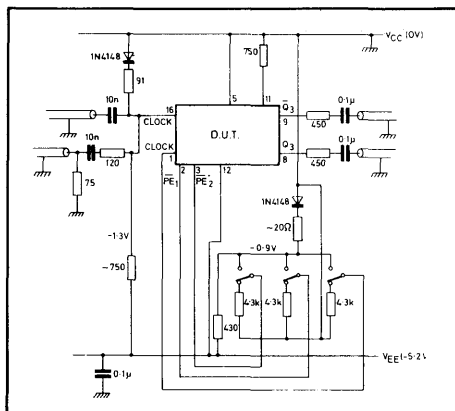 VCC (0V)
1N4148
91
750
10n
16
5
11
CLOCK
Q̅3
9
0·1μ
450
10n
CLOCK
D.U.T.
Q3
8
0·1μ
450
120
1
2
3
12
P̅E̅1
P̅E̅2
75
1N4148
~20Ω
-1·3V
-0·9V
~750
4·3k
4·3k
4·3k
430
VEE (-5·2V
0·1μ